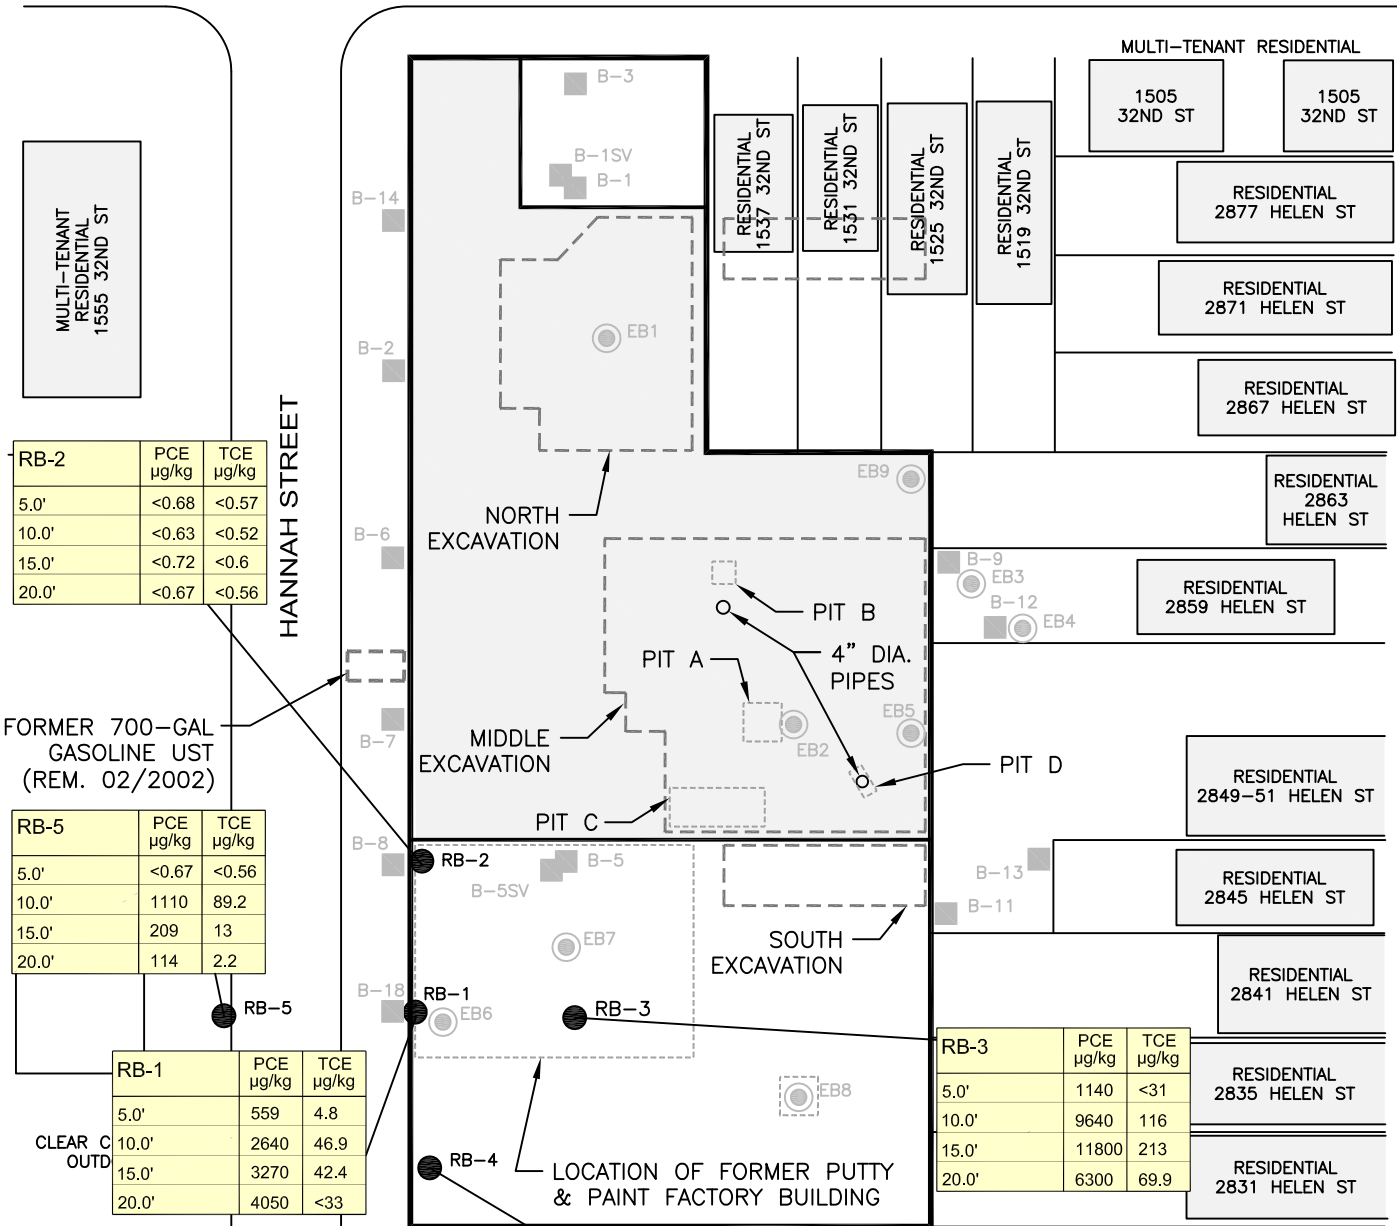 MULTI-TENANT RESIDENTIAL
1505
32ND ST
1505
32ND ST
B-3
B-1SV
B-1
B-14
MULTI-TENANT
RESIDENTIAL
1555 32ND ST
RESIDENTIAL
1537 32ND ST
RESIDENTIAL
1531 32ND ST
RESIDENTIAL
1525 32ND ST
RESIDENTIAL
1519 32ND ST
RESIDENTIAL
2877 HELEN ST
RESIDENTIAL
2871 HELEN ST
RESIDENTIAL
2867 HELEN ST
RESIDENTIAL
2863
HELEN ST
RESIDENTIAL
2859 HELEN ST
B-2
EB1
HANNAH STREET
RB-2 PCE µg/kg TCE µg/kg
5.0' <0.68 <0.57
10.0' <0.63 <0.52
15.0' <0.72 <0.6
20.0' <0.67 <0.56
NORTH
EXCAVATION
EB9
B-6
B-9
EB3
B-12
EB4
PIT B
PIT A
4" DIA.
PIPES
FORMER 700-GAL
GASOLINE UST
(REM. 02/2002)
B-7
MIDDLE
EXCAVATION
EB2
EB5
PIT D
PIT C
RESIDENTIAL
2849-51 HELEN ST
RB-5 PCE µg/kg TCE µg/kg
5.0' <0.67 <0.56
10.0' 1110 89.2
15.0' 209 13
20.0' 114 2.2
B-8
RB-2
B-5
B-5SV
B-13
B-11
RESIDENTIAL
2845 HELEN ST
SOUTH
EXCAVATION
EB7
RESIDENTIAL
2841 HELEN ST
RB-5
B-18
RB-1
EB6
RB-3
RB-1 PCE µg/kg TCE µg/kg
5.0' 559 4.8
10.0' 2640 46.9
15.0' 3270 42.4
20.0' 4050 <33
CLEAR C
OUTD
EB8
RB-3 PCE µg/kg TCE µg/kg
5.0' 1140 <31
10.0' 9640 116
15.0' 11800 213
20.0' 6300 69.9
RESIDENTIAL
2835 HELEN ST
RESIDENTIAL
2831 HELEN ST
RB-4
LOCATION OF FORMER PUTTY
& PAINT FACTORY BUILDING